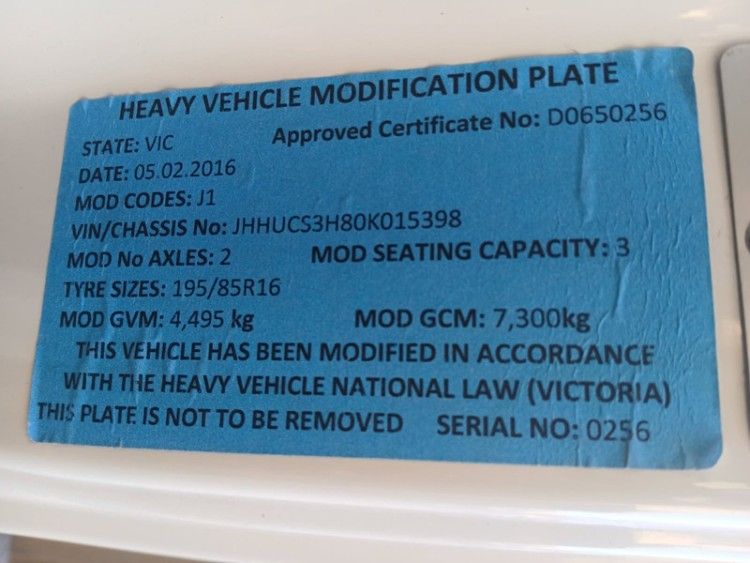 HEAVY VEHICLE MODIFICATION PLATE
STATE: VIC Approved Certificate No: D0650256
DATE: 05.02.2016
MOD CODES: J1
VIN/CHASSIS No: JHHUCS3H80K015398
MOD No AXLES: 2 MOD SEATING CAPACITY: 3
TYRE SIZES: 195/85R16
MOD GVM: 4,495 kg MOD GCM: 7,300kg
THIS VEHICLE HAS BEEN MODIFIED IN ACCORDANCE
WITH THE HEAVY VEHICLE NATIONAL LAW (VICTORIA)
THIS PLATE IS NOT TO BE REMOVED SERIAL NO: 0256